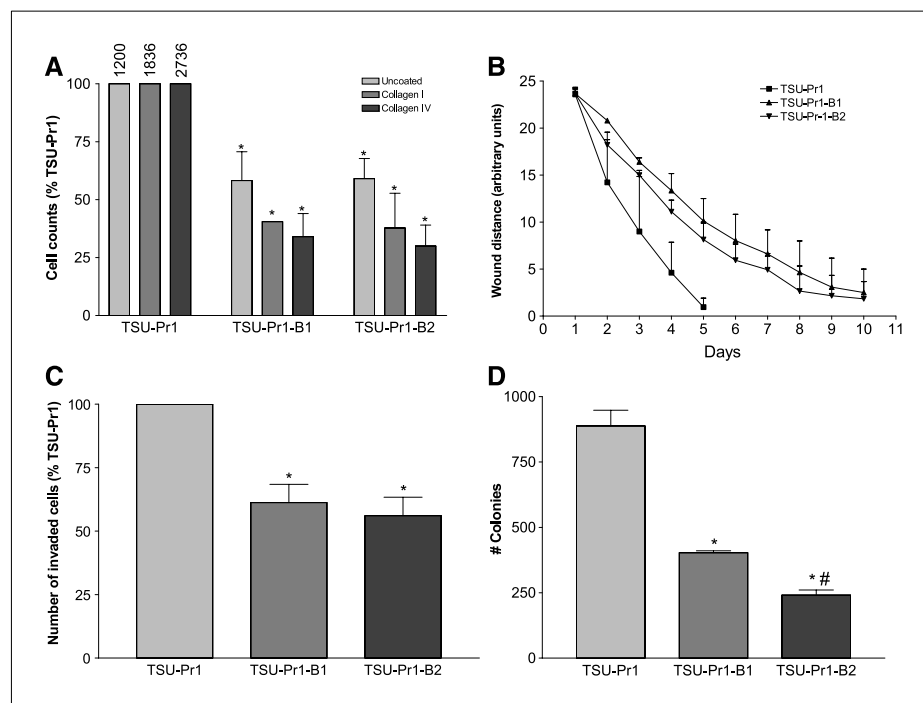 A
1200
1836
2736
Uncoated
Collagen I
Collagen IV
Cell counts (% TSU-Pr1)
100
75
50
25
0
*
*
*
*
*
*
TSU-Pr1
TSU-Pr1-B1
TSU-Pr1-B2
B
TSU-Pr1
TSU-Pr1-B1
TSU-Pr-1-B2
Wound distance (arbitrary units)
25
20
15
10
5
0
0 1 2 3 4 5 6 7 8 9 10 11
Days
C
Number of invaded cells (% TSU-Pr1)
100
75
50
25
0
*
*
TSU-Pr1
TSU-Pr1-B1
TSU-Pr1-B2
D
# Colonies
1000
750
500
250
0
*
* #
TSU-Pr1
TSU-Pr1-B1
TSU-Pr1-B2